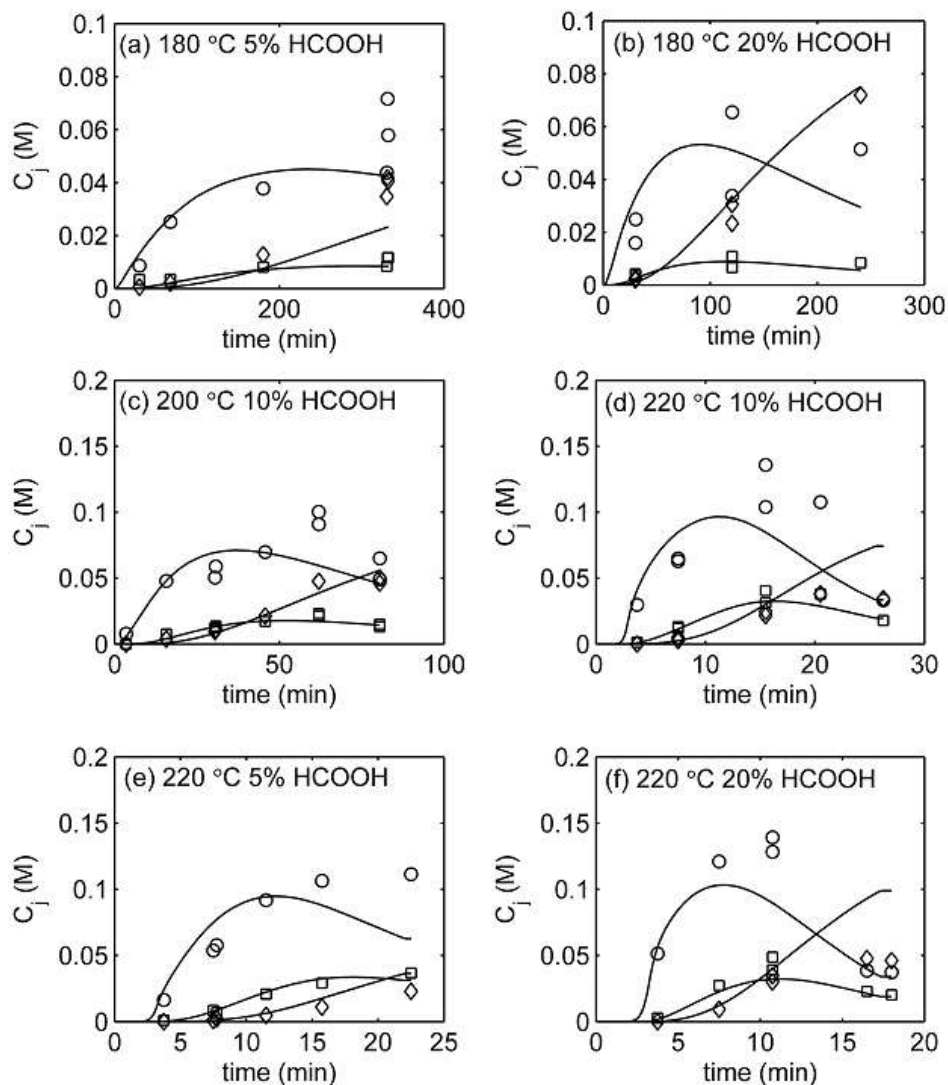 (a) 180 °C 5% HCOOH
0.1
0.08
0.06
0.04
0.02
0
C_j (M)
0 200 400
time (min)
(b) 180 °C 20% HCOOH
0.1
0.08
0.06
0.04
0.02
0
C_j (M)
0 100 200 300
time (min)
(c) 200 °C 10% HCOOH
0.2
0.15
0.1
0.05
0
C_j (M)
0 50 100
time (min)
(d) 220 °C 10% HCOOH
0.2
0.15
0.1
0.05
0
C_j (M)
0 10 20 30
time (min)
(e) 220 °C 5% HCOOH
0.2
0.15
0.1
0.05
0
C_j (M)
0 5 10 15 20 25
time (min)
(f) 220 °C 20% HCOOH
0.2
0.15
0.1
0.05
0
C_j (M)
0 5 10 15 20
time (min)